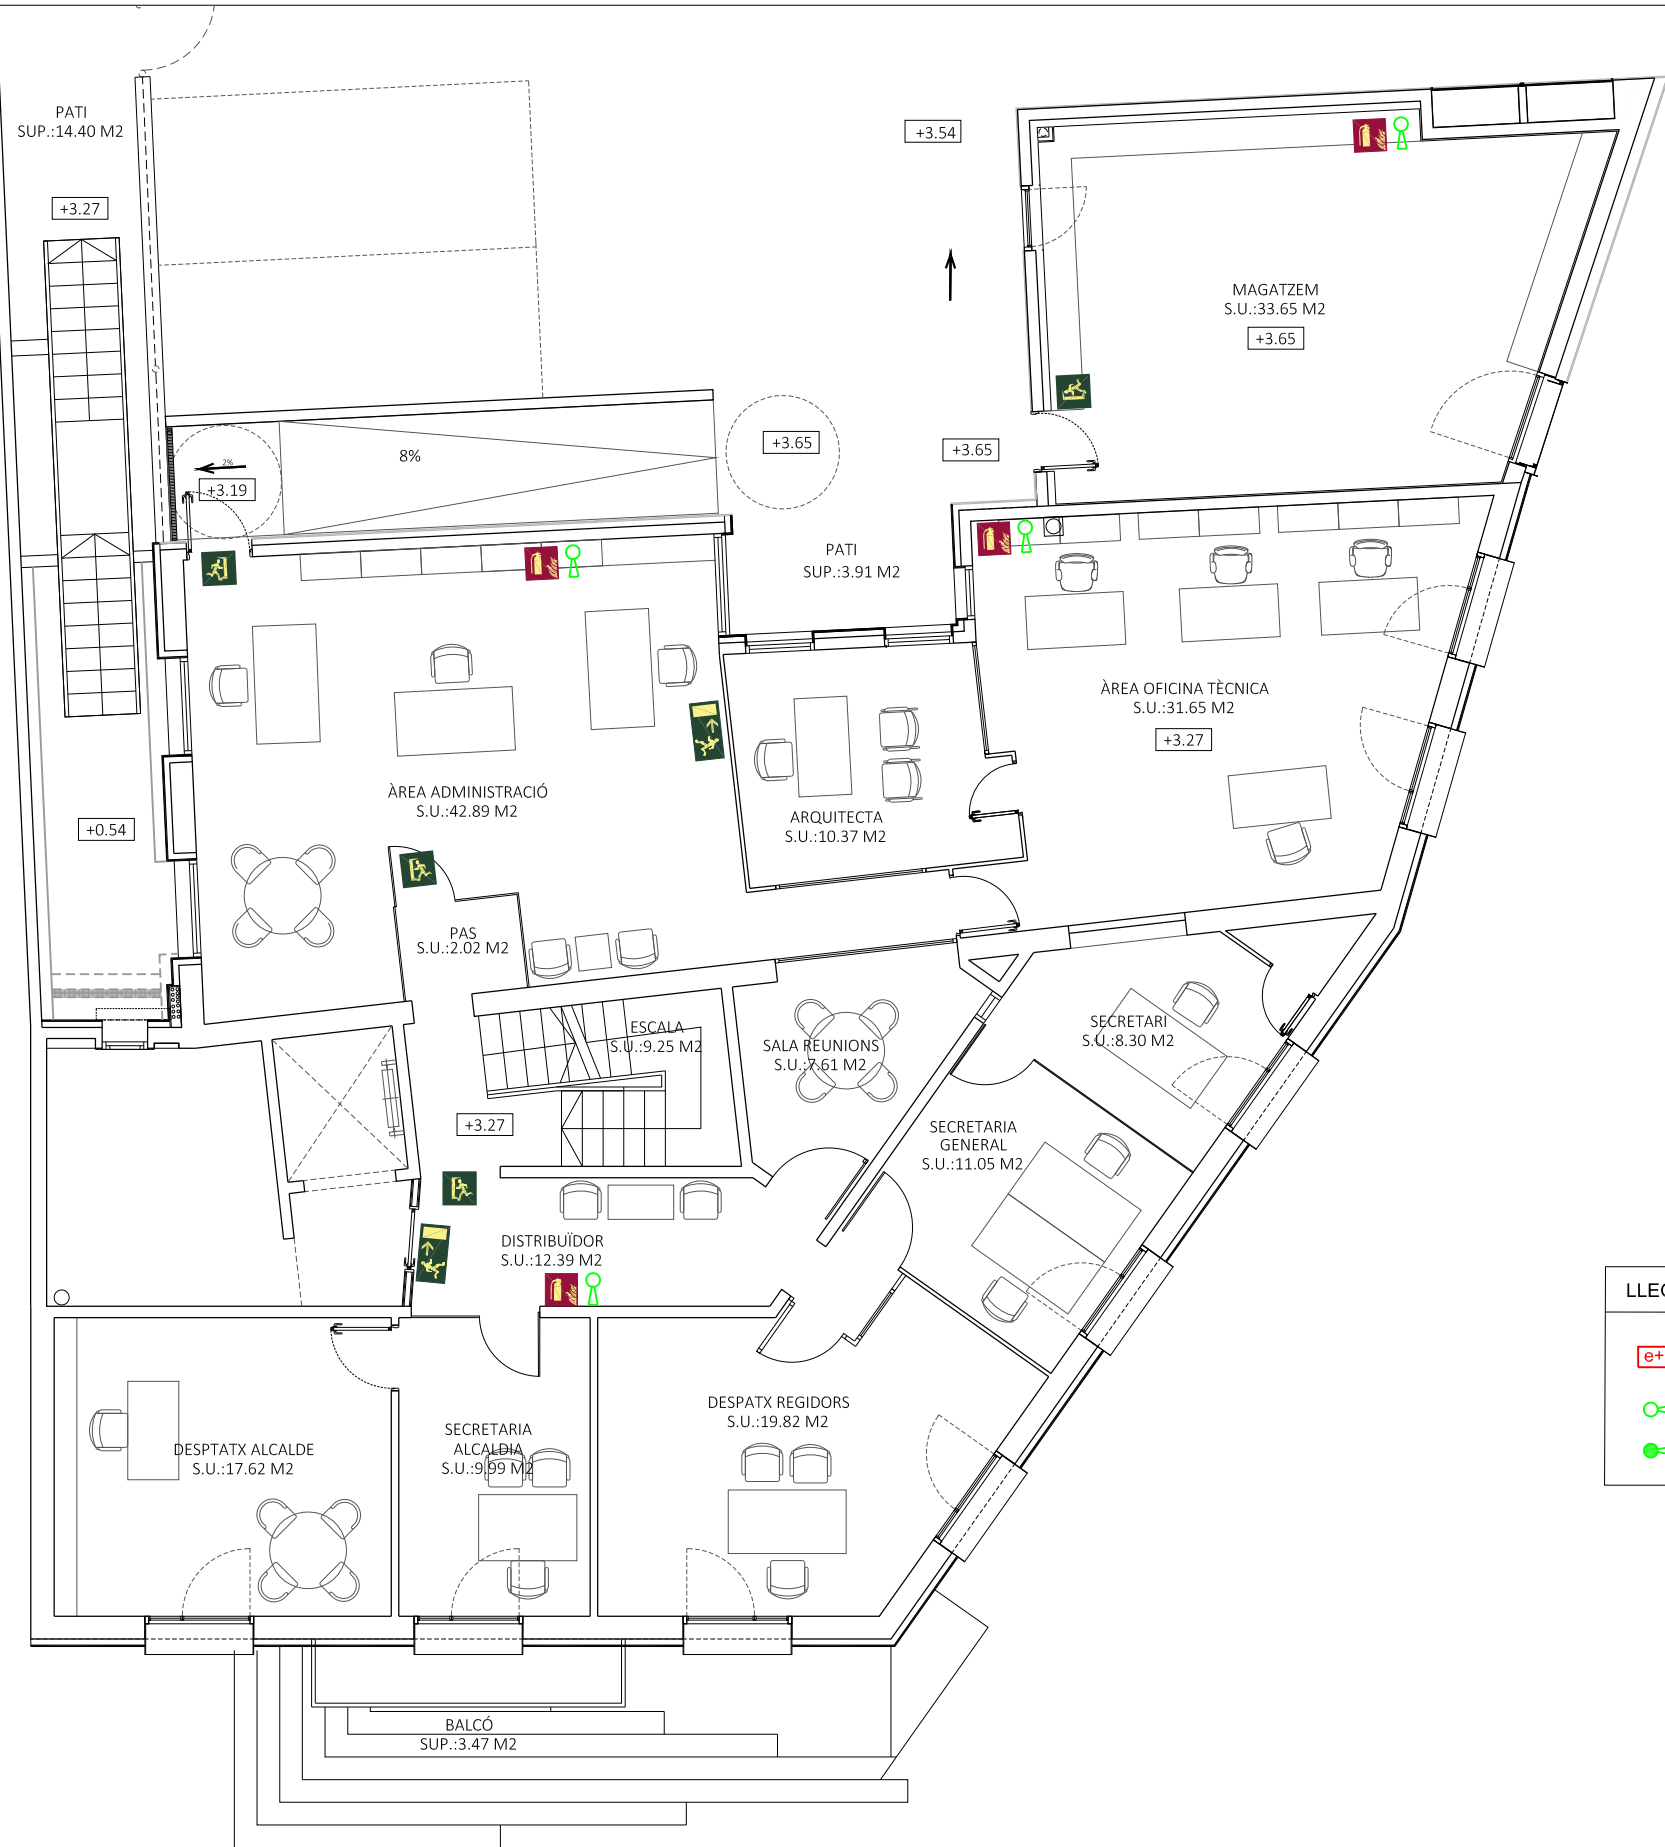 PATI
SUP.:14.40 M2
+3.27
+3.54
MAGATZEM
S.U.:33.65 M2
+3.65
8%
2%
+3.19
+3.65
+3.65
PATI
SUP.:3.91 M2
ÀREA OFICINA TÈCNICA
S.U.:31.65 M2
+3.27
ÀREA ADMINISTRACIÓ
S.U.:42.89 M2
ARQUITECTA
S.U.:10.37 M2
+0.54
PAS
S.U.:2.02 M2
ESCALA
S.U.:9.25 M2
SALA REUNIONS
S.U.:7.61 M2
SECRETARI
S.U.:8.30 M2
+3.27
SECRETARIA
GENERAL
S.U.:11.05 M2
DISTRIBUÏDOR
S.U.:12.39 M2
LLEG
e+
DESPATX REGIDORS
S.U.:19.82 M2
SECRETARIA
ALCALDIA
S.U.:9.99 M2
DESPTATX ALCALDE
S.U.:17.62 M2
BALCÓ
SUP.:3.47 M2